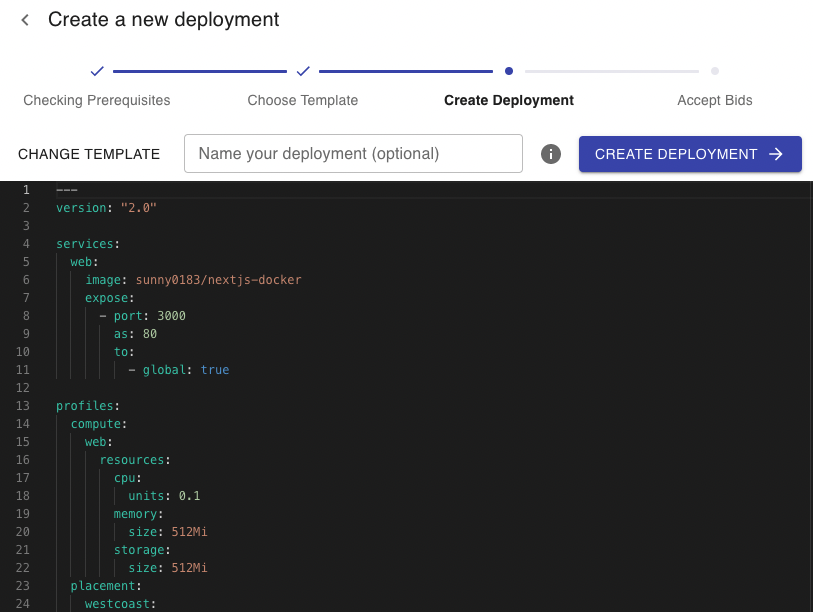 Create a new deployment
Checking Prerequisites
Choose Template
Create Deployment
Accept Bids
CHANGE TEMPLATE
Name your deployment (optional)
i
CREATE DEPLOYMENT
1 ---
2 version: "2.0"
3
4 services:
5   web:
6     image: sunny0183/nextjs-docker
7     expose:
8       - port: 3000
9         as: 80
10         to:
11           - global: true
12
13 profiles:
14   compute:
15     web:
16       resources:
17         cpu:
18           units: 0.1
19         memory:
20           size: 512Mi
21         storage:
22           size: 512Mi
23   placement:
24     westcoast: